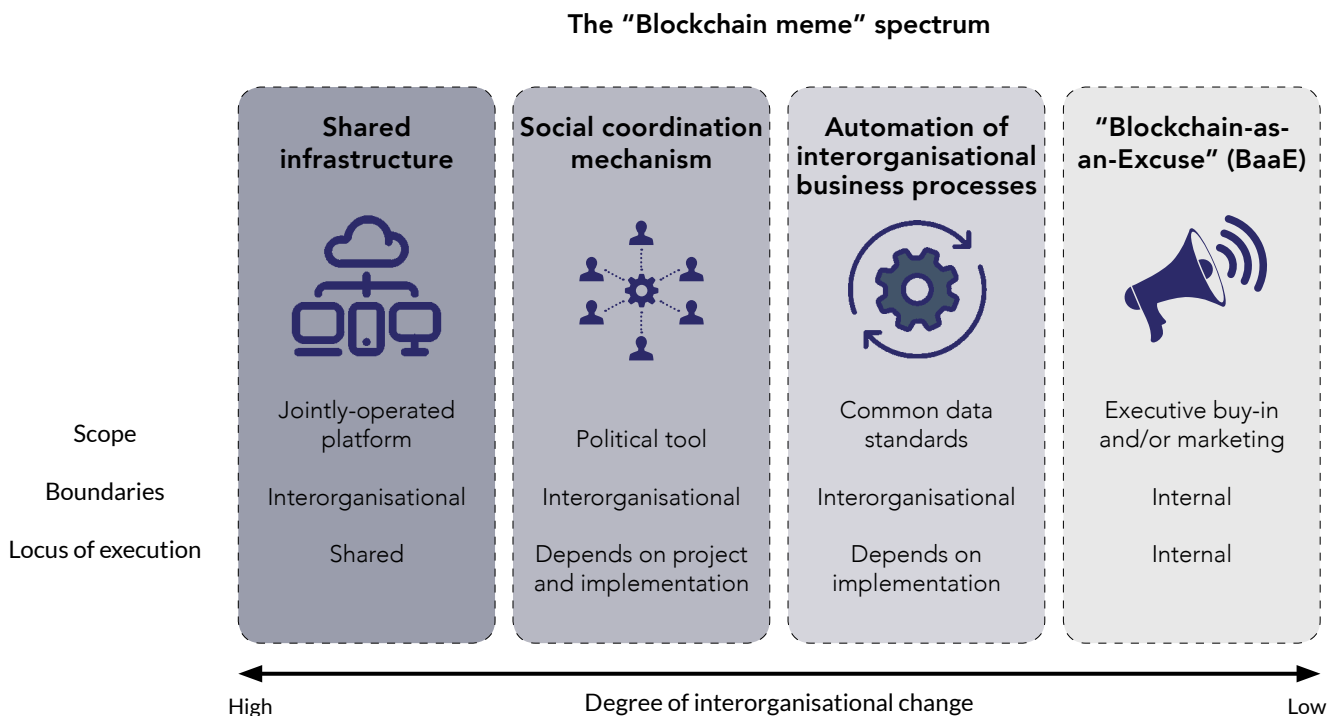 The “Blockchain meme” spectrum
Shared
infrastructure
Social coordination
mechanism
Automation of
interorganisational
business processes
“Blockchain-as-
an-Excuse” (BaaE)
Scope
Jointly-operated
platform
Political tool
Common data
standards
Executive buy-in
and/or marketing
Boundaries
Interorganisational
Interorganisational
Interorganisational
Internal
Locus of execution
Shared
Depends on project
and implementation
Depends on
implementation
Internal
High
Degree of interorganisational change
Low